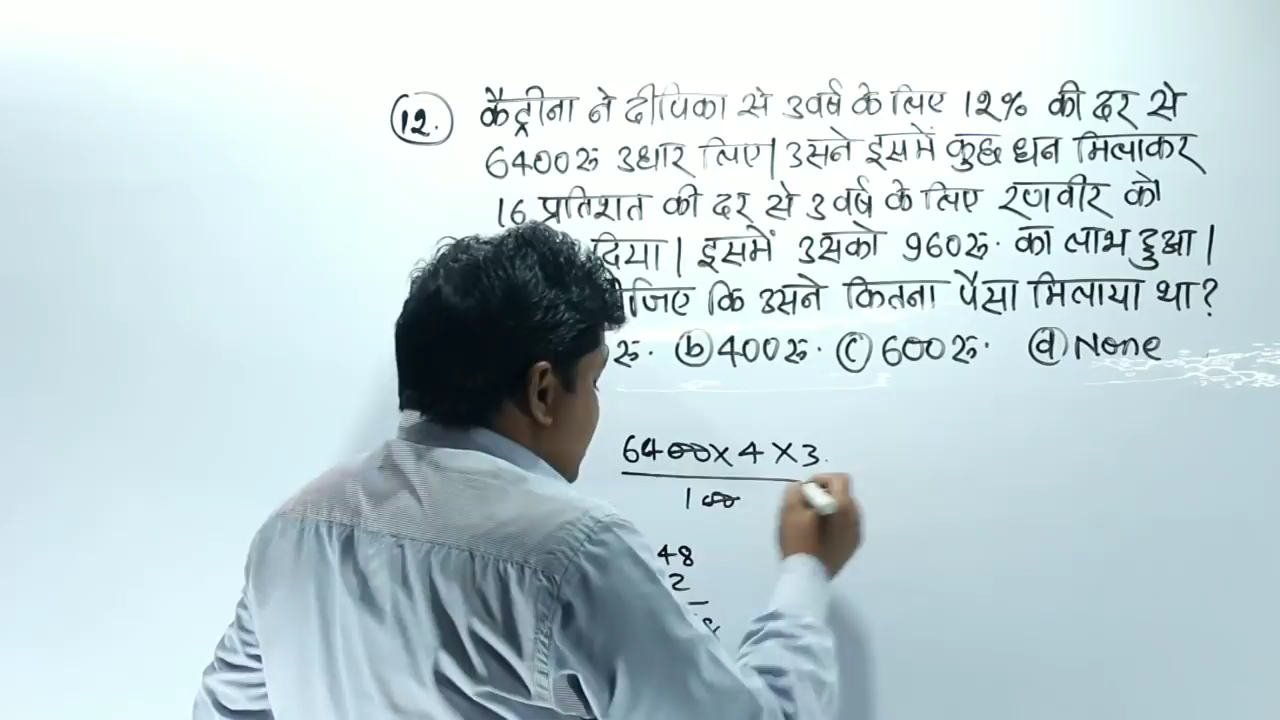 12. कैट्रीना ने दीपिका से 3 वर्ष के लिए 12% की दर से
6400 रु उधार लिए| उसने इसमें कुछ धन मिलाकर
16 प्रतिशत की दर से 3 वर्ष के लिए रणवीर को
दिया| इसमें उसको 960 रु. का लाभ हुआ|
कि उसने कितना पैसा मिलाया था?
रु. (b) 400 रु. (c) 600 रु. (d) None
6400 x 4 x 3
100
48
2